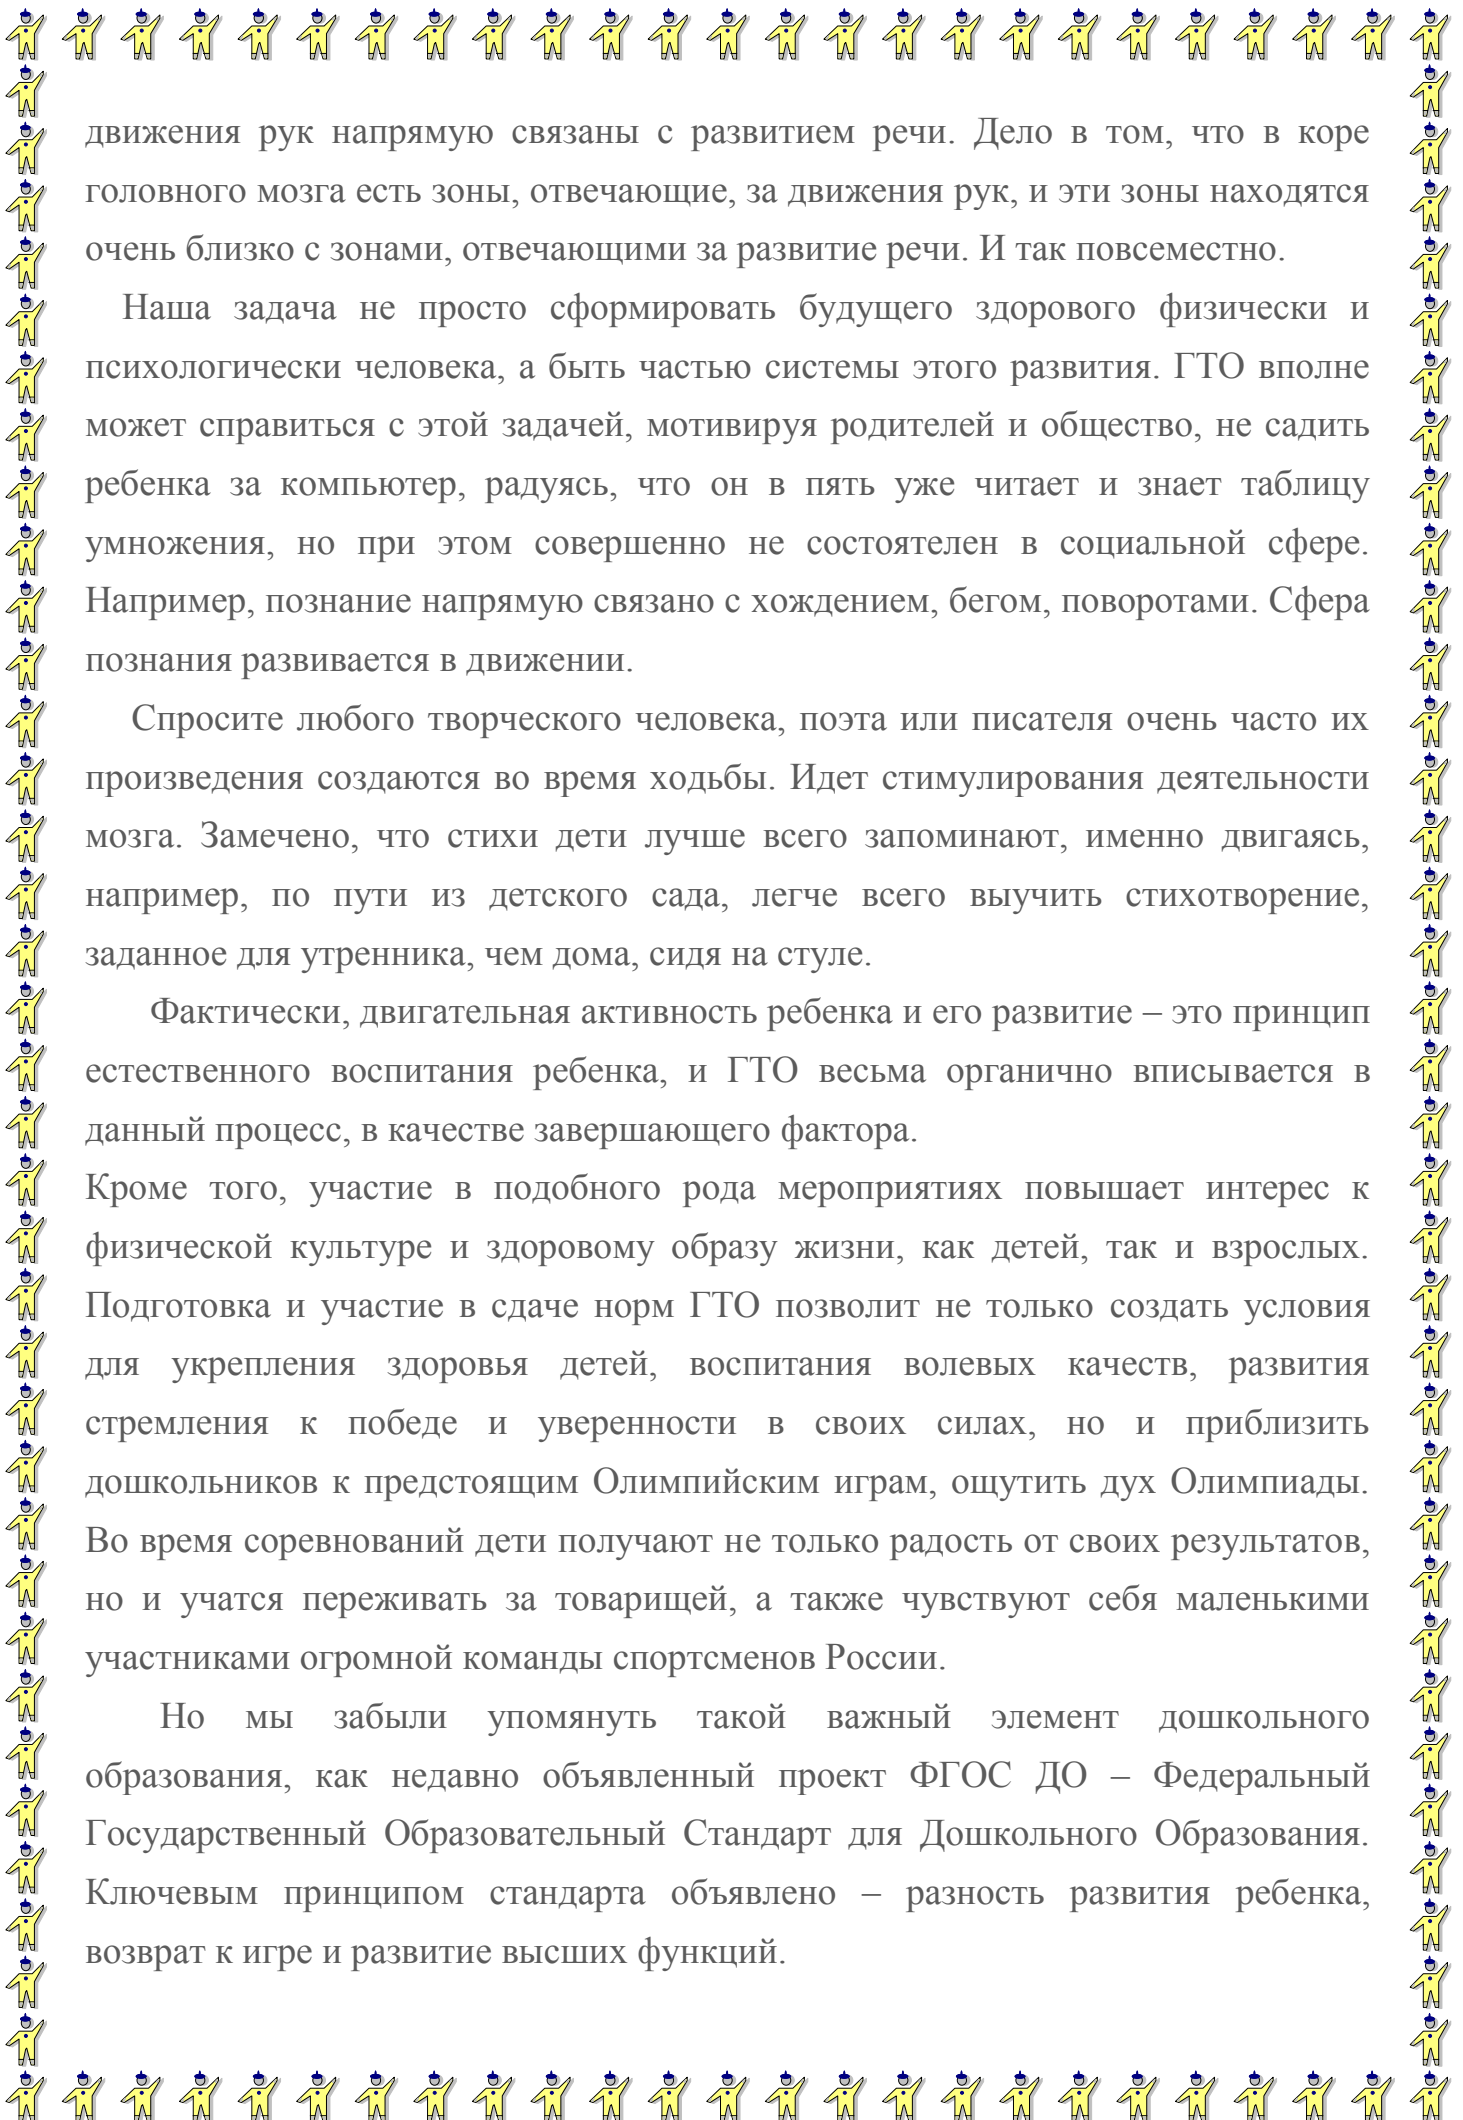 движения рук напрямую связаны с развитием речи. Дело в том, что в коре
головного мозга есть зоны, отвечающие, за движения рук, и эти зоны находятся
очень близко с зонами, отвечающими за развитие речи. И так повсеместно.
Наша задача не просто сформировать будущего здорового физически и
психологически человека, а быть частью системы этого развития. ГТО вполне
может справиться с этой задачей, мотивируя родителей и общество, не садить
ребенка за компьютер, радуясь, что он в пять уже читает и знает таблицу
умножения, но при этом совершенно не состоятелен в социальной сфере.
Например, познание напрямую связано с хождением, бегом, поворотами. Сфера
познания развивается в движении.
Спросите любого творческого человека, поэта или писателя очень часто их
произведения создаются во время ходьбы. Идет стимулирования деятельности
мозга. Замечено, что стихи дети лучше всего запоминают, именно двигаясь,
например, по пути из детского сада, легче всего выучить стихотворение,
заданное для утренника, чем дома, сидя на стуле.
Фактически, двигательная активность ребенка и его развитие – это принцип
естественного воспитания ребенка, и ГТО весьма органично вписывается в
данный процесс, в качестве завершающего фактора.
Кроме того, участие в подобного рода мероприятиях повышает интерес к
физической культуре и здоровому образу жизни, как детей, так и взрослых.
Подготовка и участие в сдаче норм ГТО позволит не только создать условия
для укрепления здоровья детей, воспитания волевых качеств, развития
стремления к победе и уверенности в своих силах, но и приблизить
дошкольников к предстоящим Олимпийским играм, ощутить дух Олимпиады.
Во время соревнований дети получают не только радость от своих результатов,
но и учатся переживать за товарищей, а также чувствуют себя маленькими
участниками огромной команды спортсменов России.
Но мы забыли упомянуть такой важный элемент дошкольного
образования, как недавно объявленный проект ФГОС ДО – Федеральный
Государственный Образовательный Стандарт для Дошкольного Образования.
Ключевым принципом стандарта объявлено – разность развития ребенка,
возврат к игре и развитие высших функций.